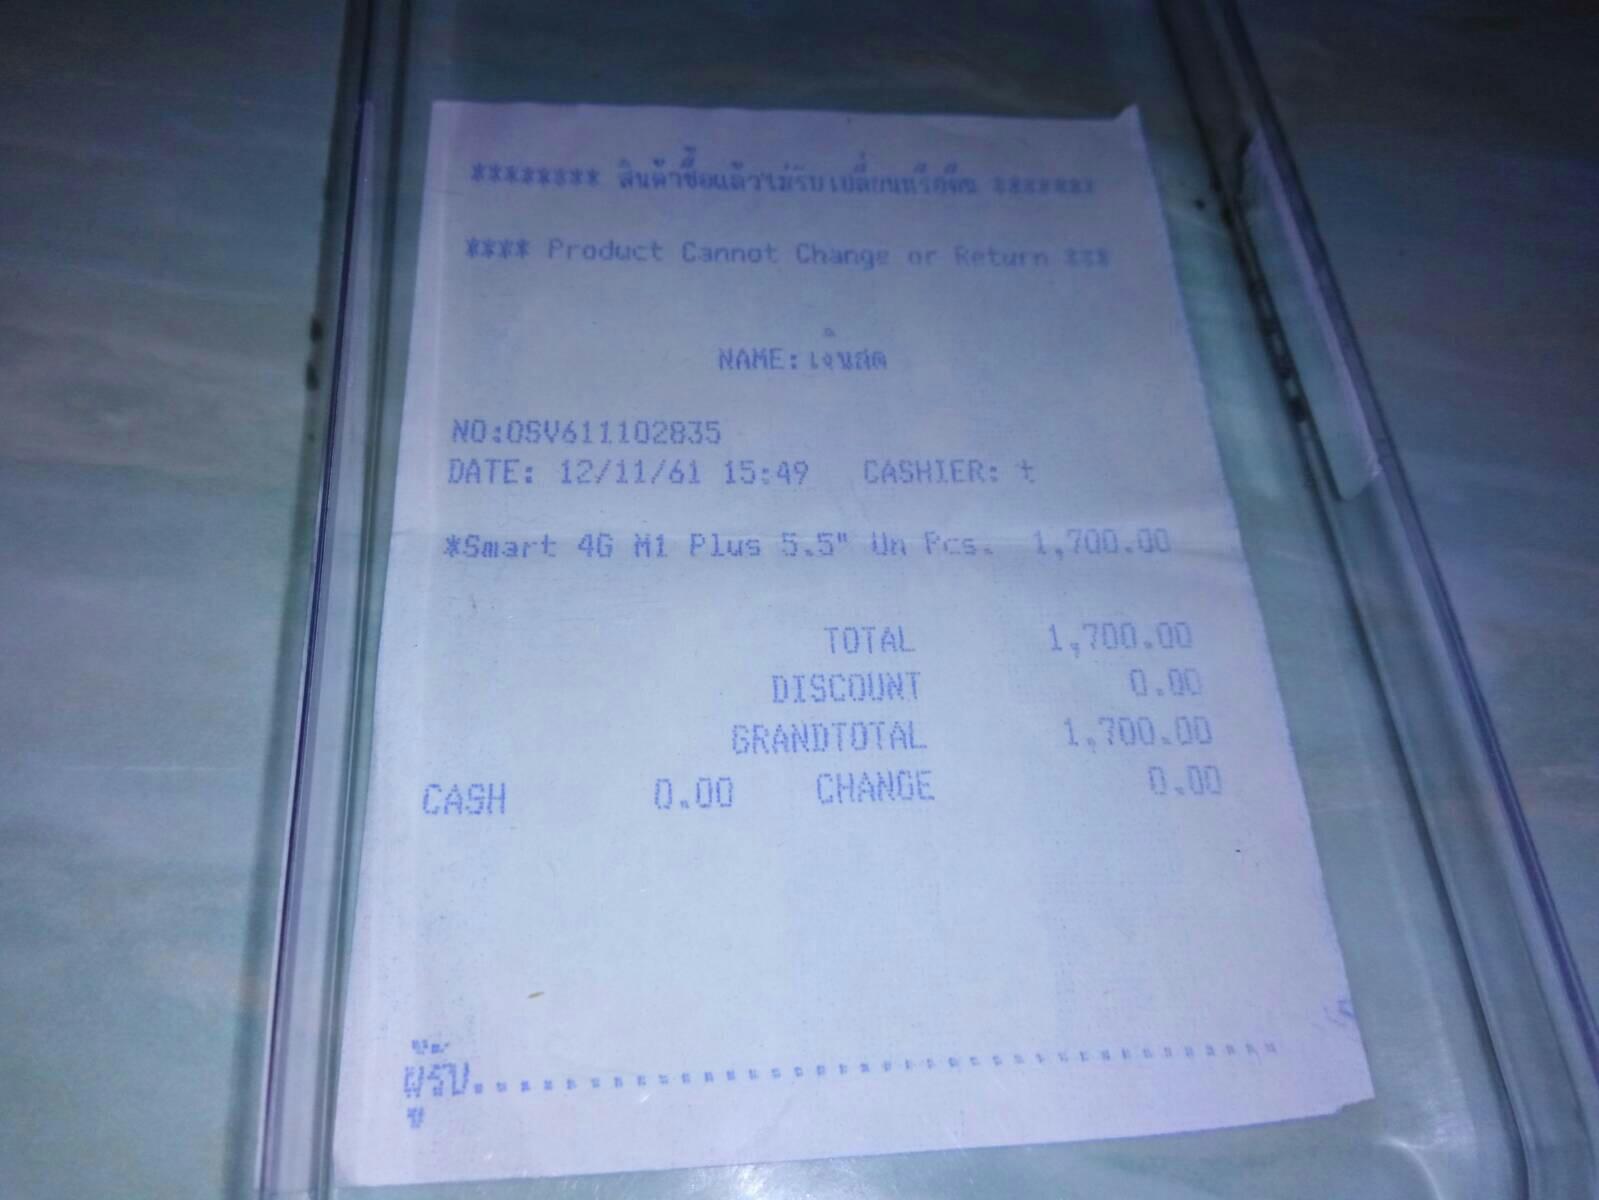 ******** สินค้าซื้อแล้วไม่รับเปลี่ยนหรือคืน *******
**** Product Cannot Change or Return ***
NAME: เงินสด
NO:OSV611102835
DATE: 12/11/61 15:49 CASHIER: t
*Smart 4G M1 Plus 5.5" Un Pcs. 1,700.00
TOTAL 1,700.00
DISCOUNT 0.00
GRANDTOTAL 1,700.00
CASH 0.00 CHANGE 0.00
ผู้รับ..............................................